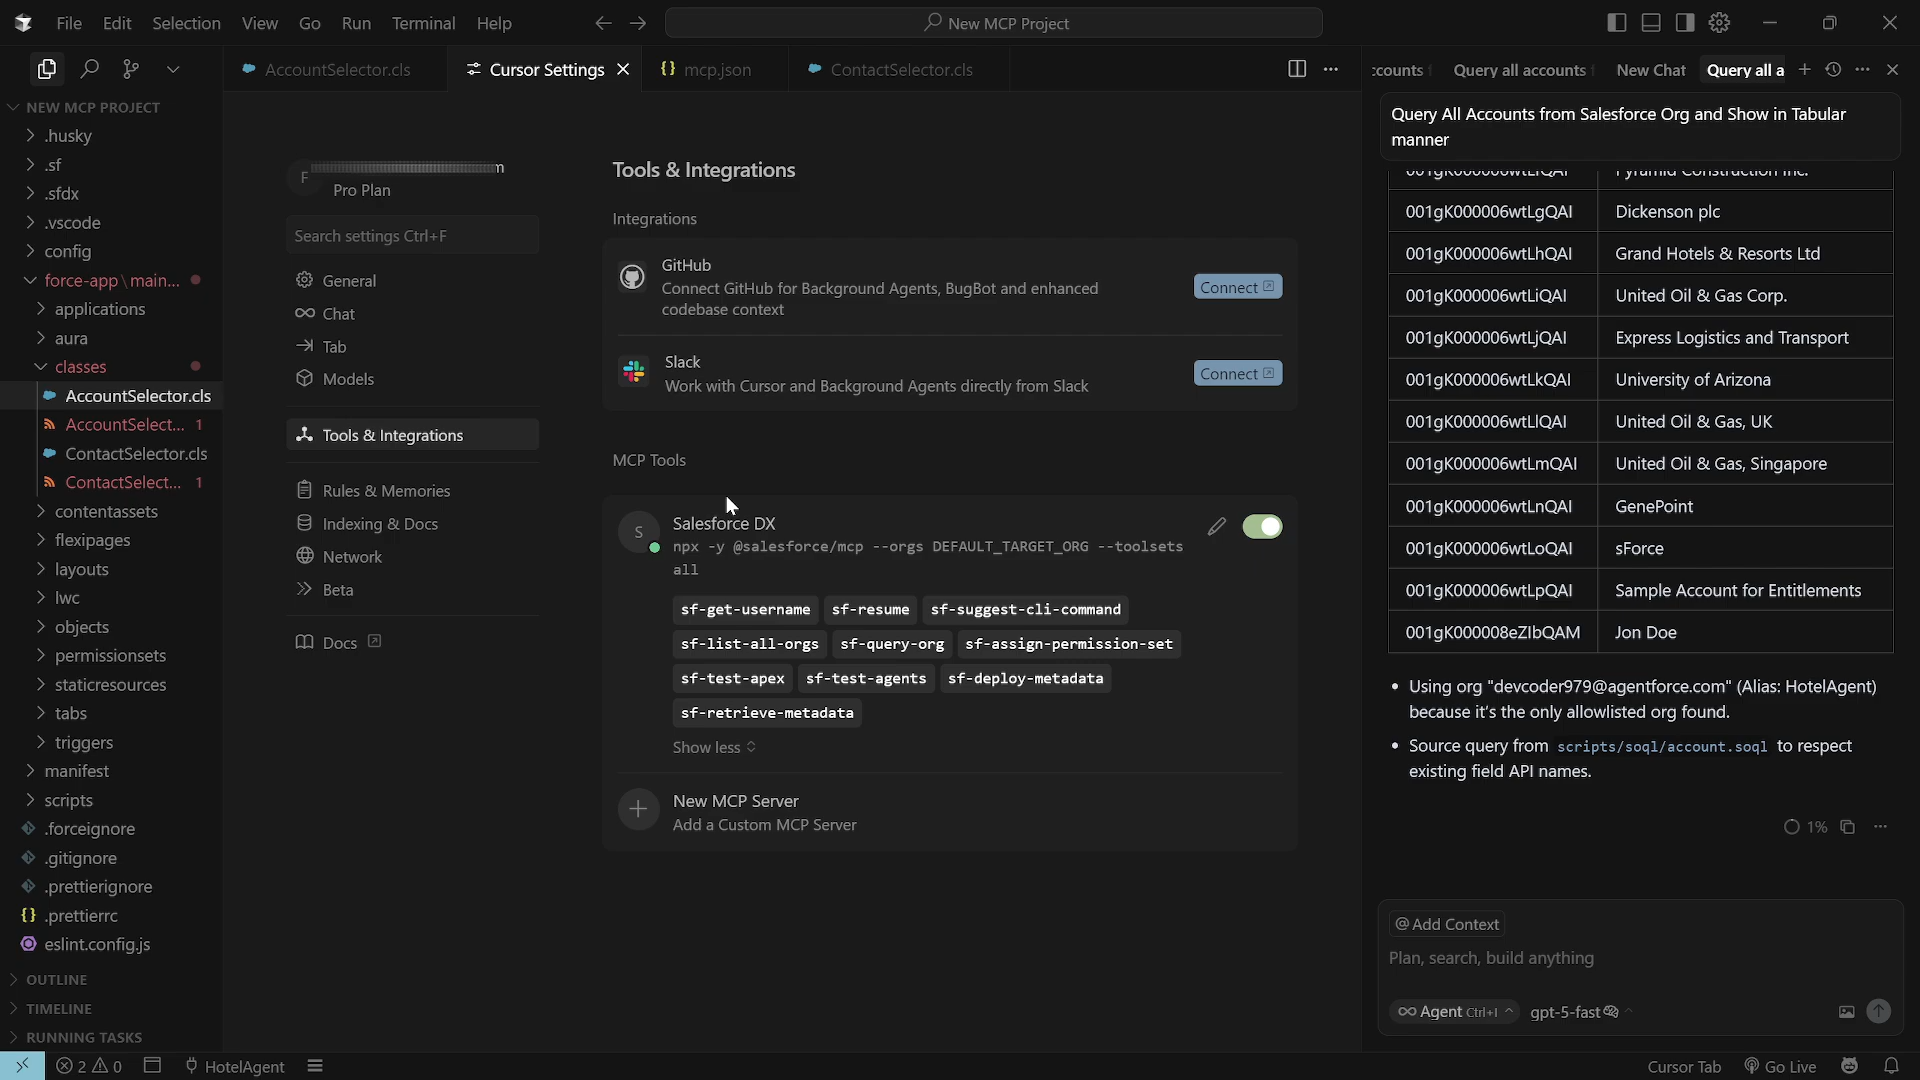 File Edit Selection View Go Run Terminal Help
New MCP Project
AccountSelector.cls
Cursor Settings
mcp.json
ContactSelector.cls
ccounts
Query all accounts
New Chat
Query all a
NEW MCP PROJECT
.husky
.sf
.sfdx
.vscode
config
force-app\main...
applications
aura
classes
AccountSelector.cls
AccountSelect... 1
ContactSelector.cls
ContactSelect... 1
contentassets
flexipages
layouts
lwc
objects
permissionsets
staticresources
tabs
triggers
manifest
scripts
.forceignore
.gitignore
.prettierignore
.prettierrc
eslint.config.js
OUTLINE
TIMELINE
RUNNING TASKS
F
m
Pro Plan
Search settings Ctrl+F
General
Chat
Tab
Models
Tools & Integrations
Rules & Memories
Indexing & Docs
Network
Beta
Docs
Tools & Integrations
Integrations
GitHub
Connect GitHub for Background Agents, BugBot and enhanced
codebase context
Connect
Slack
Work with Cursor and Background Agents directly from Slack
Connect
MCP Tools
S
Salesforce DX
npx -y @salesforce/mcp --orgs DEFAULT_TARGET_ORG --toolsets
all
sf-get-username sf-resume sf-suggest-cli-command
sf-list-all-orgs sf-query-org sf-assign-permission-set
sf-test-apex sf-test-agents sf-deploy-metadata
sf-retrieve-metadata
Show less
New MCP Server
Add a Custom MCP Server
Query All Accounts from Salesforce Org and Show in Tabular
manner
001gK000006wtLfQAI Pyramid Construction Inc.
001gK000006wtLgQAI Dickenson plc
001gK000006wtLhQAI Grand Hotels & Resorts Ltd
001gK000006wtLiQAI United Oil & Gas Corp.
001gK000006wtLjQAI Express Logistics and Transport
001gK000006wtLkQAI University of Arizona
001gK000006wtLlQAI United Oil & Gas, UK
001gK000006wtLmQAI United Oil & Gas, Singapore
001gK000006wtLnQAI GenePoint
001gK000006wtLoQAI sForce
001gK000006wtLpQAI Sample Account for Entitlements
001gK000008eZIbQAM Jon Doe
• Using org "devcoder979@agentforce.com" (Alias: HotelAgent)
because it's the only allowlisted org found.
• Source query from scripts/soql/account.soql to respect
existing field API names.
1%
@ Add Context
Plan, search, build anything
Agent Ctrl+I
gpt-5-fast
2 0
HotelAgent
Cursor Tab
Go Live